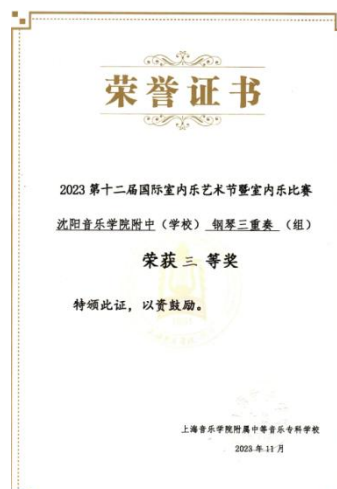 荣誉证书
2023 第十二届国际室内乐艺术节暨室内乐比赛
沈阳音乐学院附中（学校） 钢琴三重奏 （组）
荣获 三 等奖
特颁此证，以资鼓励。
上海音乐学院附属中等音乐专科学校
2023 年 11 月